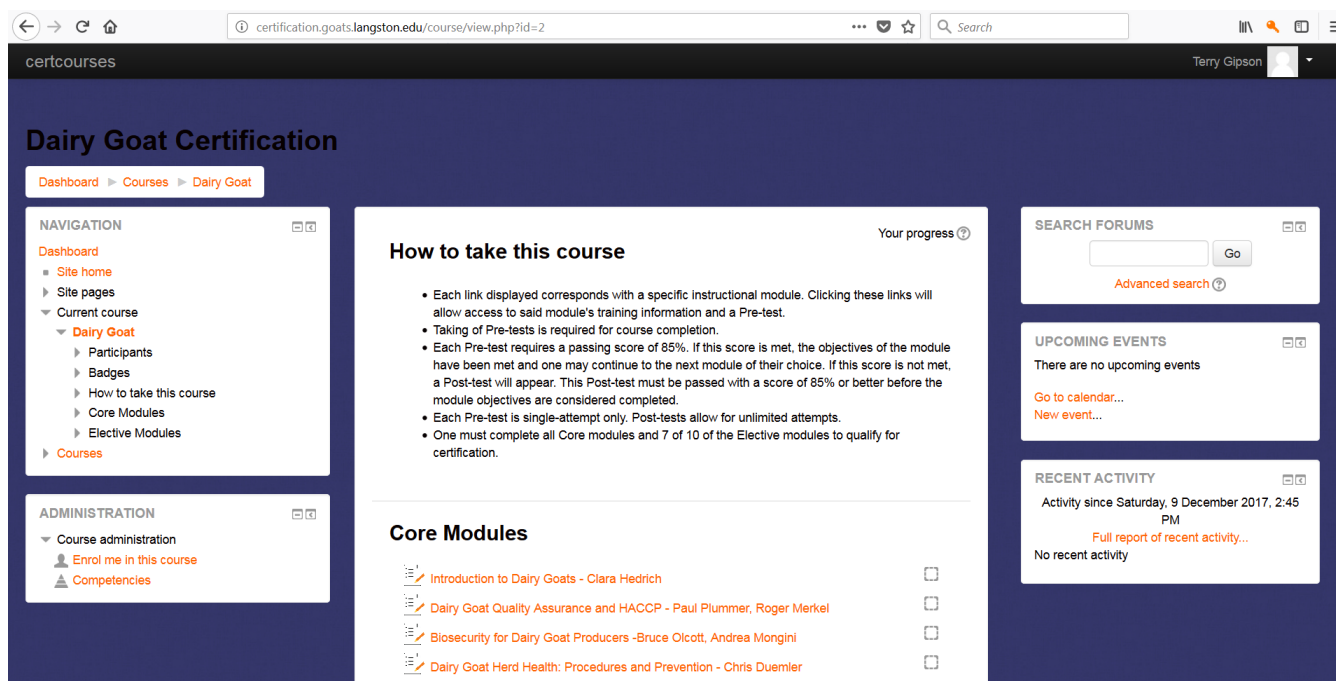 certification.goats.langston.edu/course/view.php?id=2
Search
certcourses
Terry Gipson
Dairy Goat Certification
Dashboard
Courses
Dairy Goat
NAVIGATION
Dashboard
Site home
Site pages
Current course
Dairy Goat
Participants
Badges
How to take this course
Core Modules
Elective Modules
Courses
ADMINISTRATION
Course administration
Enrol me in this course
Competencies
Your progress
How to take this course
• Each link displayed corresponds with a specific instructional module. Clicking these links will
allow access to said module's training information and a Pre-test.
• Taking of Pre-tests is required for course completion.
• Each Pre-test requires a passing score of 85%. If this score is met, the objectives of the module
have been met and one may continue to the next module of their choice. If this score is not met,
a Post-test will appear. This Post-test must be passed with a score of 85% or better before the
module objectives are considered completed.
• Each Pre-test is single-attempt only. Post-tests allow for unlimited attempts.
• One must complete all Core modules and 7 of 10 of the Elective modules to qualify for
certification.
Core Modules
Introduction to Dairy Goats - Clara Hedrich
Dairy Goat Quality Assurance and HACCP - Paul Plummer, Roger Merkel
Biosecurity for Dairy Goat Producers -Bruce Olcott, Andrea Mongini
Dairy Goat Herd Health: Procedures and Prevention - Chris Duemler
SEARCH FORUMS
Go
Advanced search
UPCOMING EVENTS
There are no upcoming events
Go to calendar...
New event...
RECENT ACTIVITY
Activity since Saturday, 9 December 2017, 2:45
PM
Full report of recent activity...
No recent activity